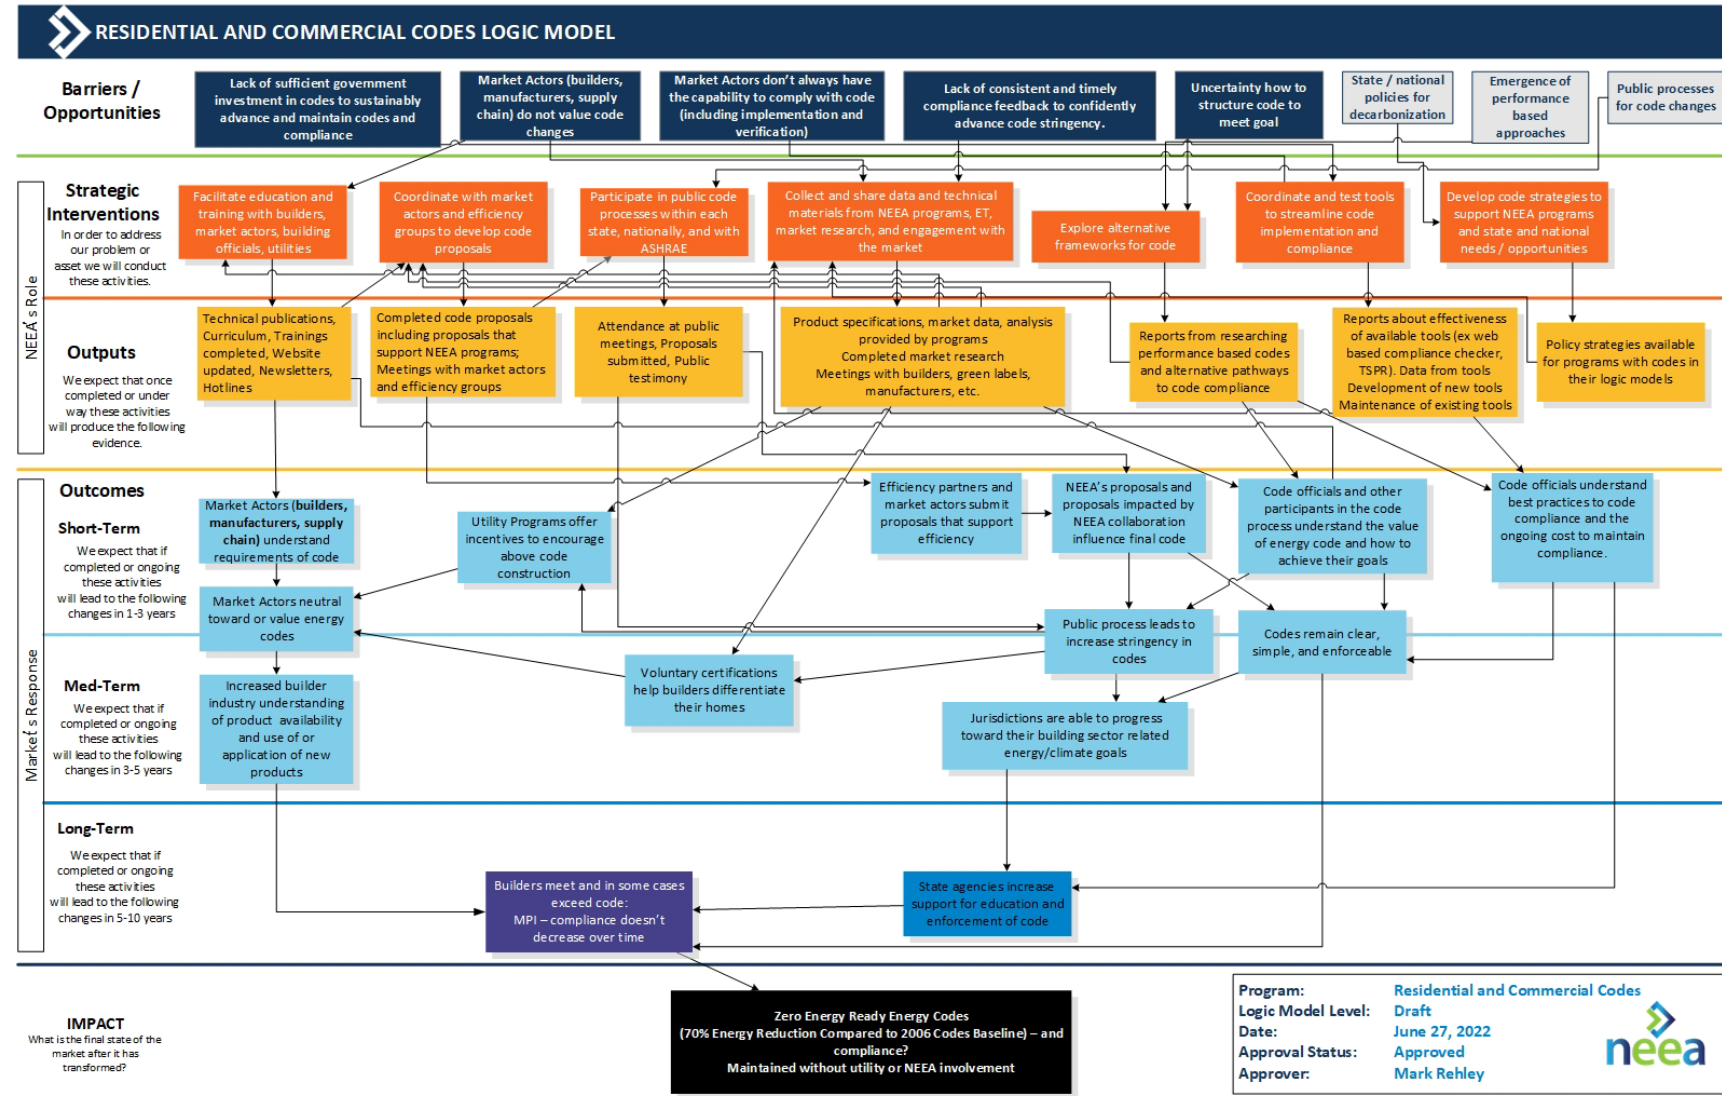 RESIDENTIAL AND COMMERCIAL CODES LOGIC MODEL
Barriers /
Opportunities
Lack of sufficient government
investment in codes to sustainably
advance and maintain codes and
compliance
Market Actors (builders,
manufacturers, supply
chain) do not value code
changes
Market Actors don't always have
the capability to comply with code
(including implementation and
verification)
Lack of consistent and timely
compliance feedback to confidently
advance code stringency.
Uncertainty how to
structure code to
meet goal
State / national
policies for
decarbonization
Emergence of
performance
based
approaches
Public processes
for code changes
NEEA's Role
Strategic
Interventions
In order to address
our problem or
asset we will conduct
these activities.
Facilitate education and
training with builders,
market actors, building
officials, utilities
Coordinate with market
actors and efficiency
groups to develop code
proposals
Participate in public code
processes within each
state, nationally, and with
ASHRAE
Collect and share data and technical
materials from NEEA programs, ET,
market research, and engagement with
the market
Explore alternative
frameworks for code
Coordinate and test tools
to streamline code
implementation and
compliance
Develop code strategies to
support NEEA programs
and state and national
needs / opportunities
Outputs
We expect that once
completed or under
way these activities
will produce the following
evidence.
Technical publications,
Curriculum, Trainings
completed, Website
updated, Newsletters,
Hotlines
Completed code proposals
including proposals that
support NEEA programs;
Meetings with market actors
and efficiency groups
Attendance at public
meetings, Proposals
submitted, Public
testimony
Product specifications, market data, analysis
provided by programs
Completed market research
Meetings with builders, green labels,
manufacturers, etc.
Reports from researching
performance based codes
and alternative pathways
to code compliance
Reports about effectiveness
of available tools (ex web
based compliance checker,
TSPR). Data from tools
Development of new tools
Maintenance of existing tools
Policy strategies available
for programs with codes in
their logic models
Market's Response
Outcomes
Short-Term
We expect that if
completed or ongoing
these activities
will lead to the following
changes in 1-3 years
Market Actors (builders,
manufacturers, supply
chain) understand
requirements of code
Utility Programs offer
incentives to encourage
above code
construction
Efficiency partners and
market actors submit
proposals that support
efficiency
NEEA's proposals and
proposals impacted by
NEEA collaboration
influence final code
Code officials and other
participants in the code
process understand the value
of energy code and how to
achieve their goals
Code officials understand
best practices to code
compliance and the
ongoing cost to maintain
compliance.
Market Actors neutral
toward or value energy
codes
Public process leads to
increase stringency in
codes
Codes remain clear,
simple, and enforceable
Med-Term
We expect that if
completed or ongoing
these activities
will lead to the following
changes in 3-5 years
Increased builder
industry understanding
of product availability
and use of or
application of new
products
Voluntary certifications
help builders differentiate
their homes
Jurisdictions are able to progress
toward their building sector related
energy/climate goals
Long-Term
We expect that if
completed or ongoing
these activities
will lead to the following
changes in 5-10 years
Builders meet and in some cases
exceed code:
MPI – compliance doesn't
decrease over time
State agencies increase
support for education and
enforcement of code
IMPACT
What is the final state of the
market after it has
transformed?
Zero Energy Ready Energy Codes
(70% Energy Reduction Compared to 2006 Codes Baseline) – and
compliance?
Maintained without utility or NEEA involvement
Program: Residential and Commercial Codes
Logic Model Level: Draft
Date: June 27, 2022
Approval Status: Approved
Approver: Mark Rehley
neea